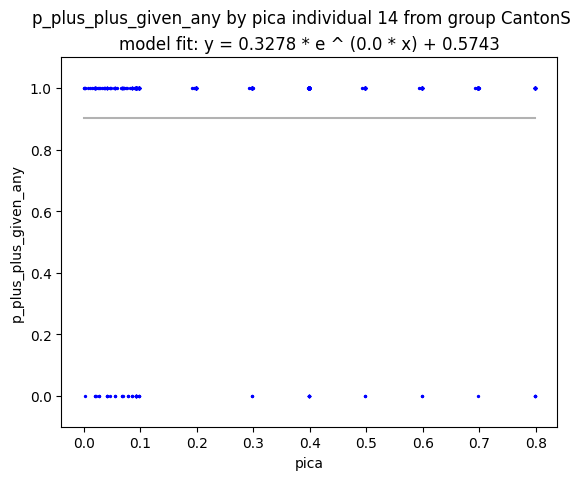 p_plus_plus_given_any by pica individual 14 from group CantonS
model fit: y = 0.3278 * e ^ (0.0 * x) + 0.5743
1.0
0.8
0.6
0.4
0.2
0.0
p_plus_plus_given_any
0.0 0.1 0.2 0.3 0.4 0.5 0.6 0.7 0.8
pica